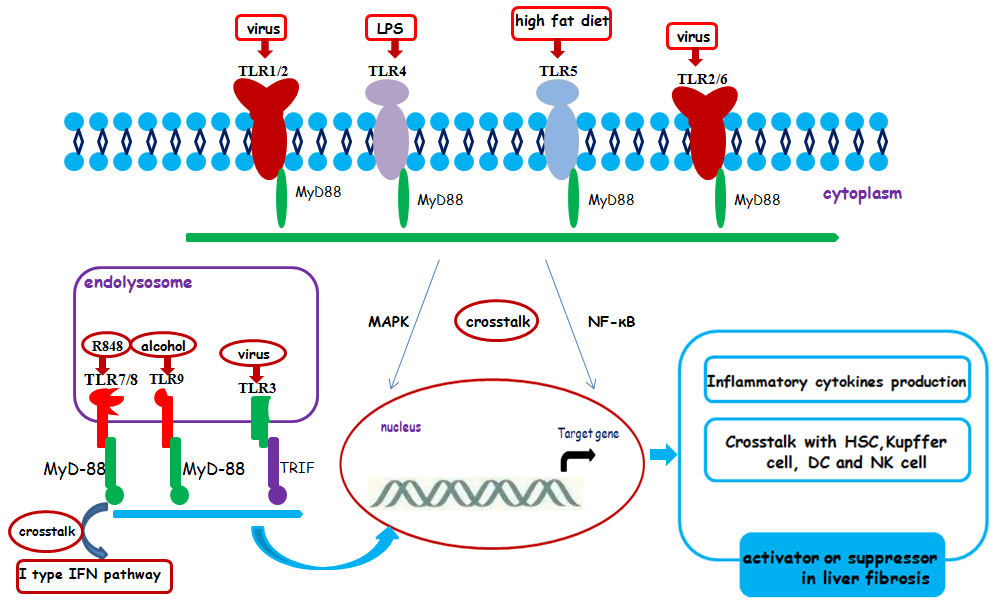 virus
LPS
high fat diet
virus
TLR1/2
TLR4
TLR5
TLR2/6
MyD88
MyD88
MyD88
MyD88
cytoplasm
endolysosome
R848
alcohol
virus
TLR7/8
TLR9
TLR3
MyD-88
MyD-88
TRIF
crosstalk
I type IFN pathway
MAPK
crosstalk
NF-κB
nucleus
Target gene
Inflammatory cytokines production
Crosstalk with HSC,Kupffer
cell, DC and NK cell
activator or suppressor
in liver fibrosis